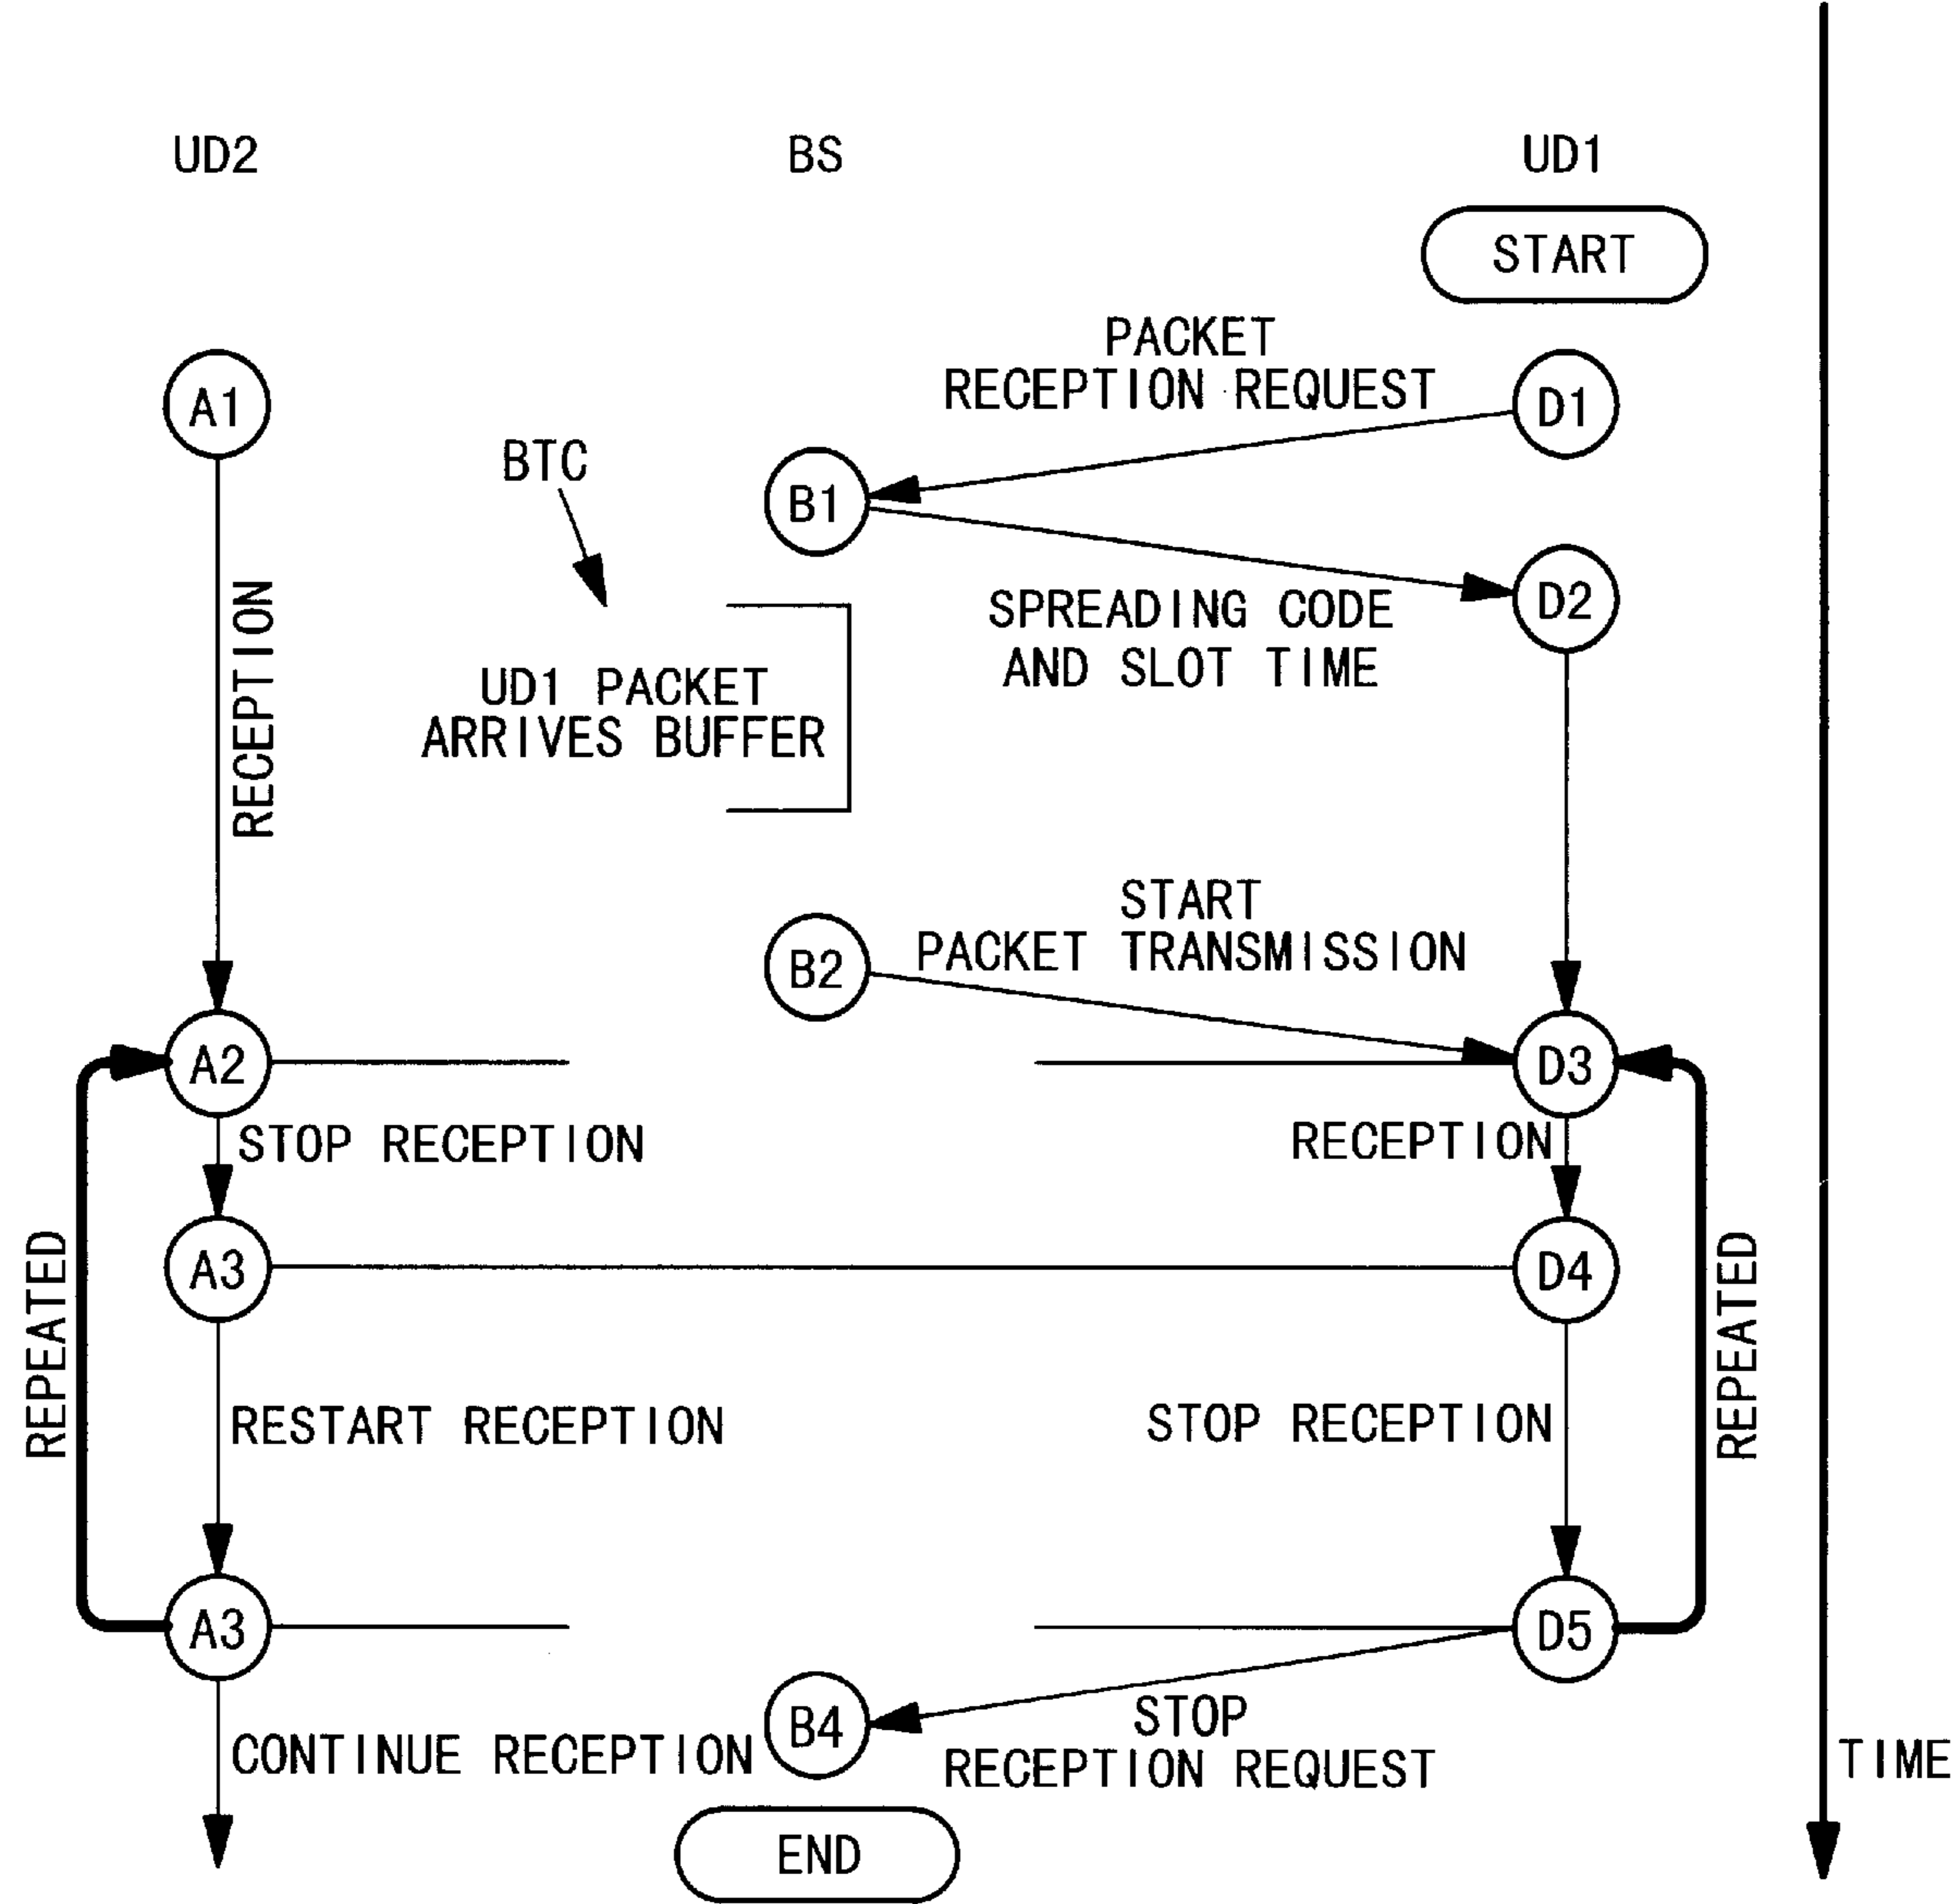 UD2
BS
UD1
START
PACKET
RECEPTION REQUEST
A1
D1
BTC
B1
D2
SPREADING CODE
AND SLOT TIME
RECEPTION
UD1 PACKET
ARRIVES BUFFER
START
PACKET TRANSMISSION
B2
A2
D3
STOP RECEPTION
RECEPTION
A3
D4
REPEATED
REPEATED
RESTART RECEPTION
STOP RECEPTION
A3
D5
B4
STOP
RECEPTION REQUEST
CONTINUE RECEPTION
TIME
END